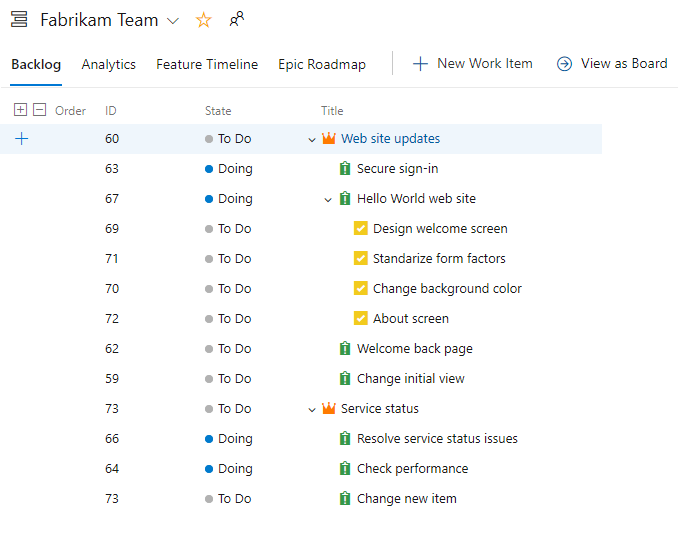 Fabrikam Team
Backlog Analytics Feature Timeline Epic Roadmap New Work Item View as Board
Order ID State Title
60 To Do Web site updates
63 Doing Secure sign-in
67 Doing Hello World web site
69 To Do Design welcome screen
71 To Do Standarize form factors
70 To Do Change background color
72 To Do About screen
62 To Do Welcome back page
59 To Do Change initial view
73 To Do Service status
66 Doing Resolve service status issues
64 Doing Check performance
73 To Do Change new item